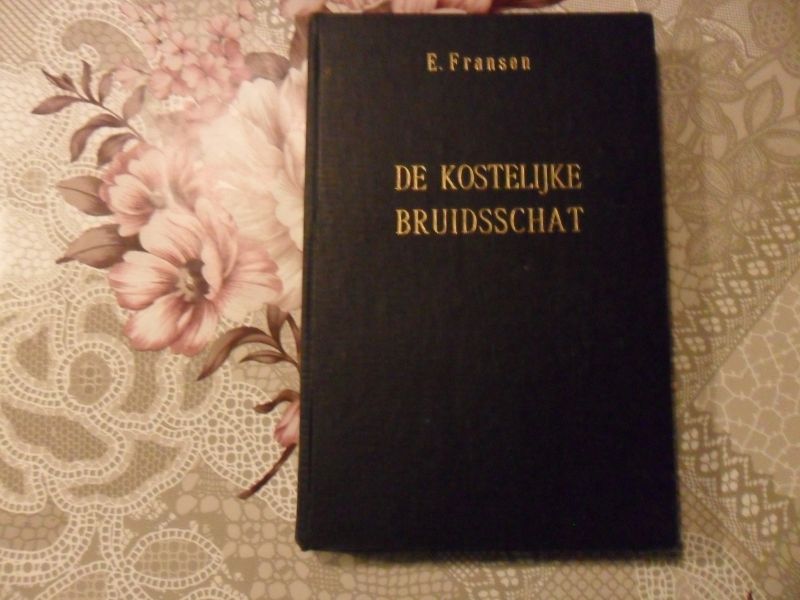 E. Fransen
DE KOSTELIJKE
BRUIDSSCHAT